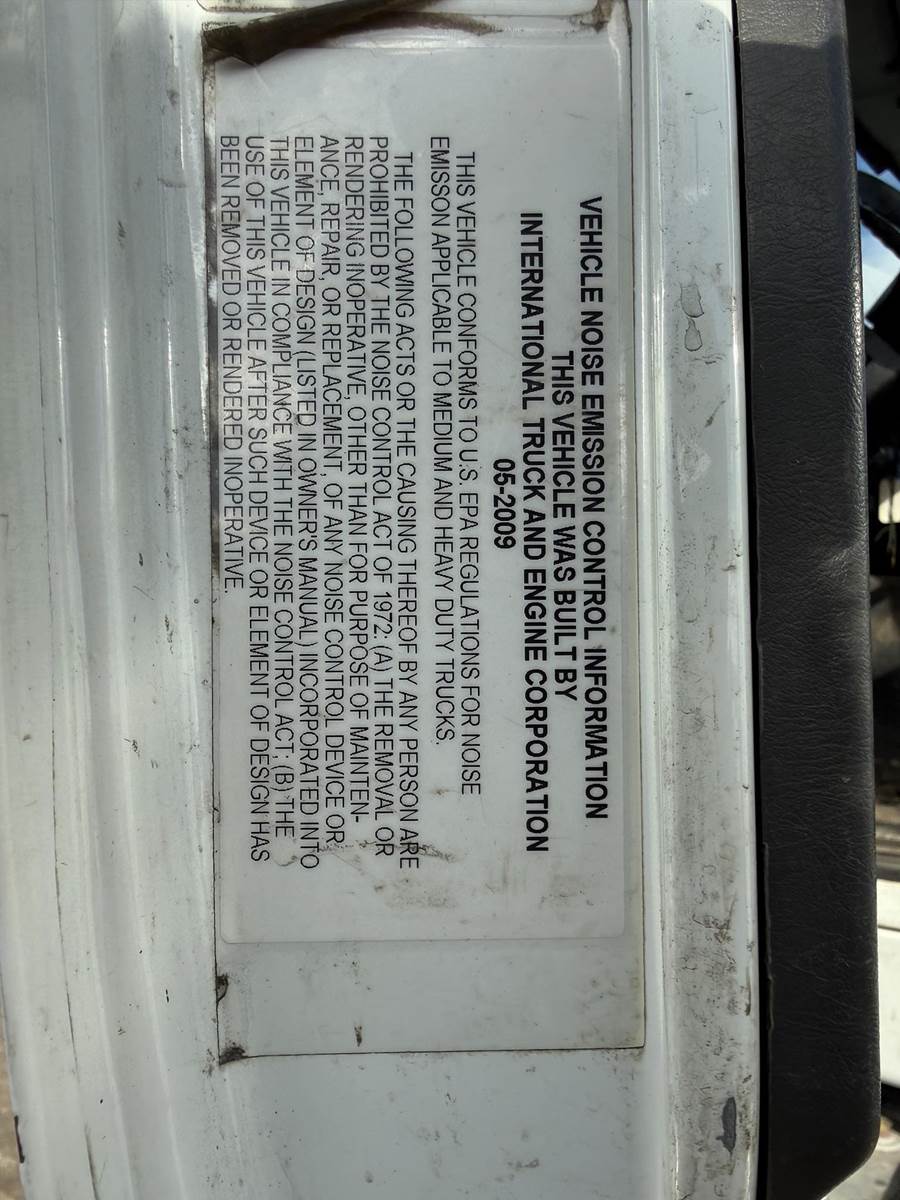 VEHICLE NOISE EMISSION CONTROL INFORMATION
THIS VEHICLE WAS BUILT BY
INTERNATIONAL TRUCK AND ENGINE CORPORATION
05-2009
THIS VEHICLE CONFORMS TO U.S. EPA REGULATIONS FOR NOISE
EMISSON APPLICABLE TO MEDIUM AND HEAVY DUTY TRUCKS.
THE FOLLOWING ACTS OR THE CAUSING THEREOF BY ANY PERSON ARE
PROHIBITED BY THE NOISE CONTROL ACT OF 1972: (A) THE REMOVAL OR
RENDERING INOPERATIVE, OTHER THAN FOR PURPOSE OF MAINTEN-
ANCE, REPAIR, OR REPLACEMENT, OF ANY NOISE CONTROL DEVICE OR
ELEMENT OF DESIGN (LISTED IN OWNER'S MANUAL) INCORPORATED INTO
THIS VEHICLE IN COMPLIANCE WITH THE NOISE CONTROL ACT; (B) THE
USE OF THIS VEHICLE AFTER SUCH DEVICE OR ELEMENT OF DESIGN HAS
BEEN REMOVED OR RENDERED INOPERATIVE.